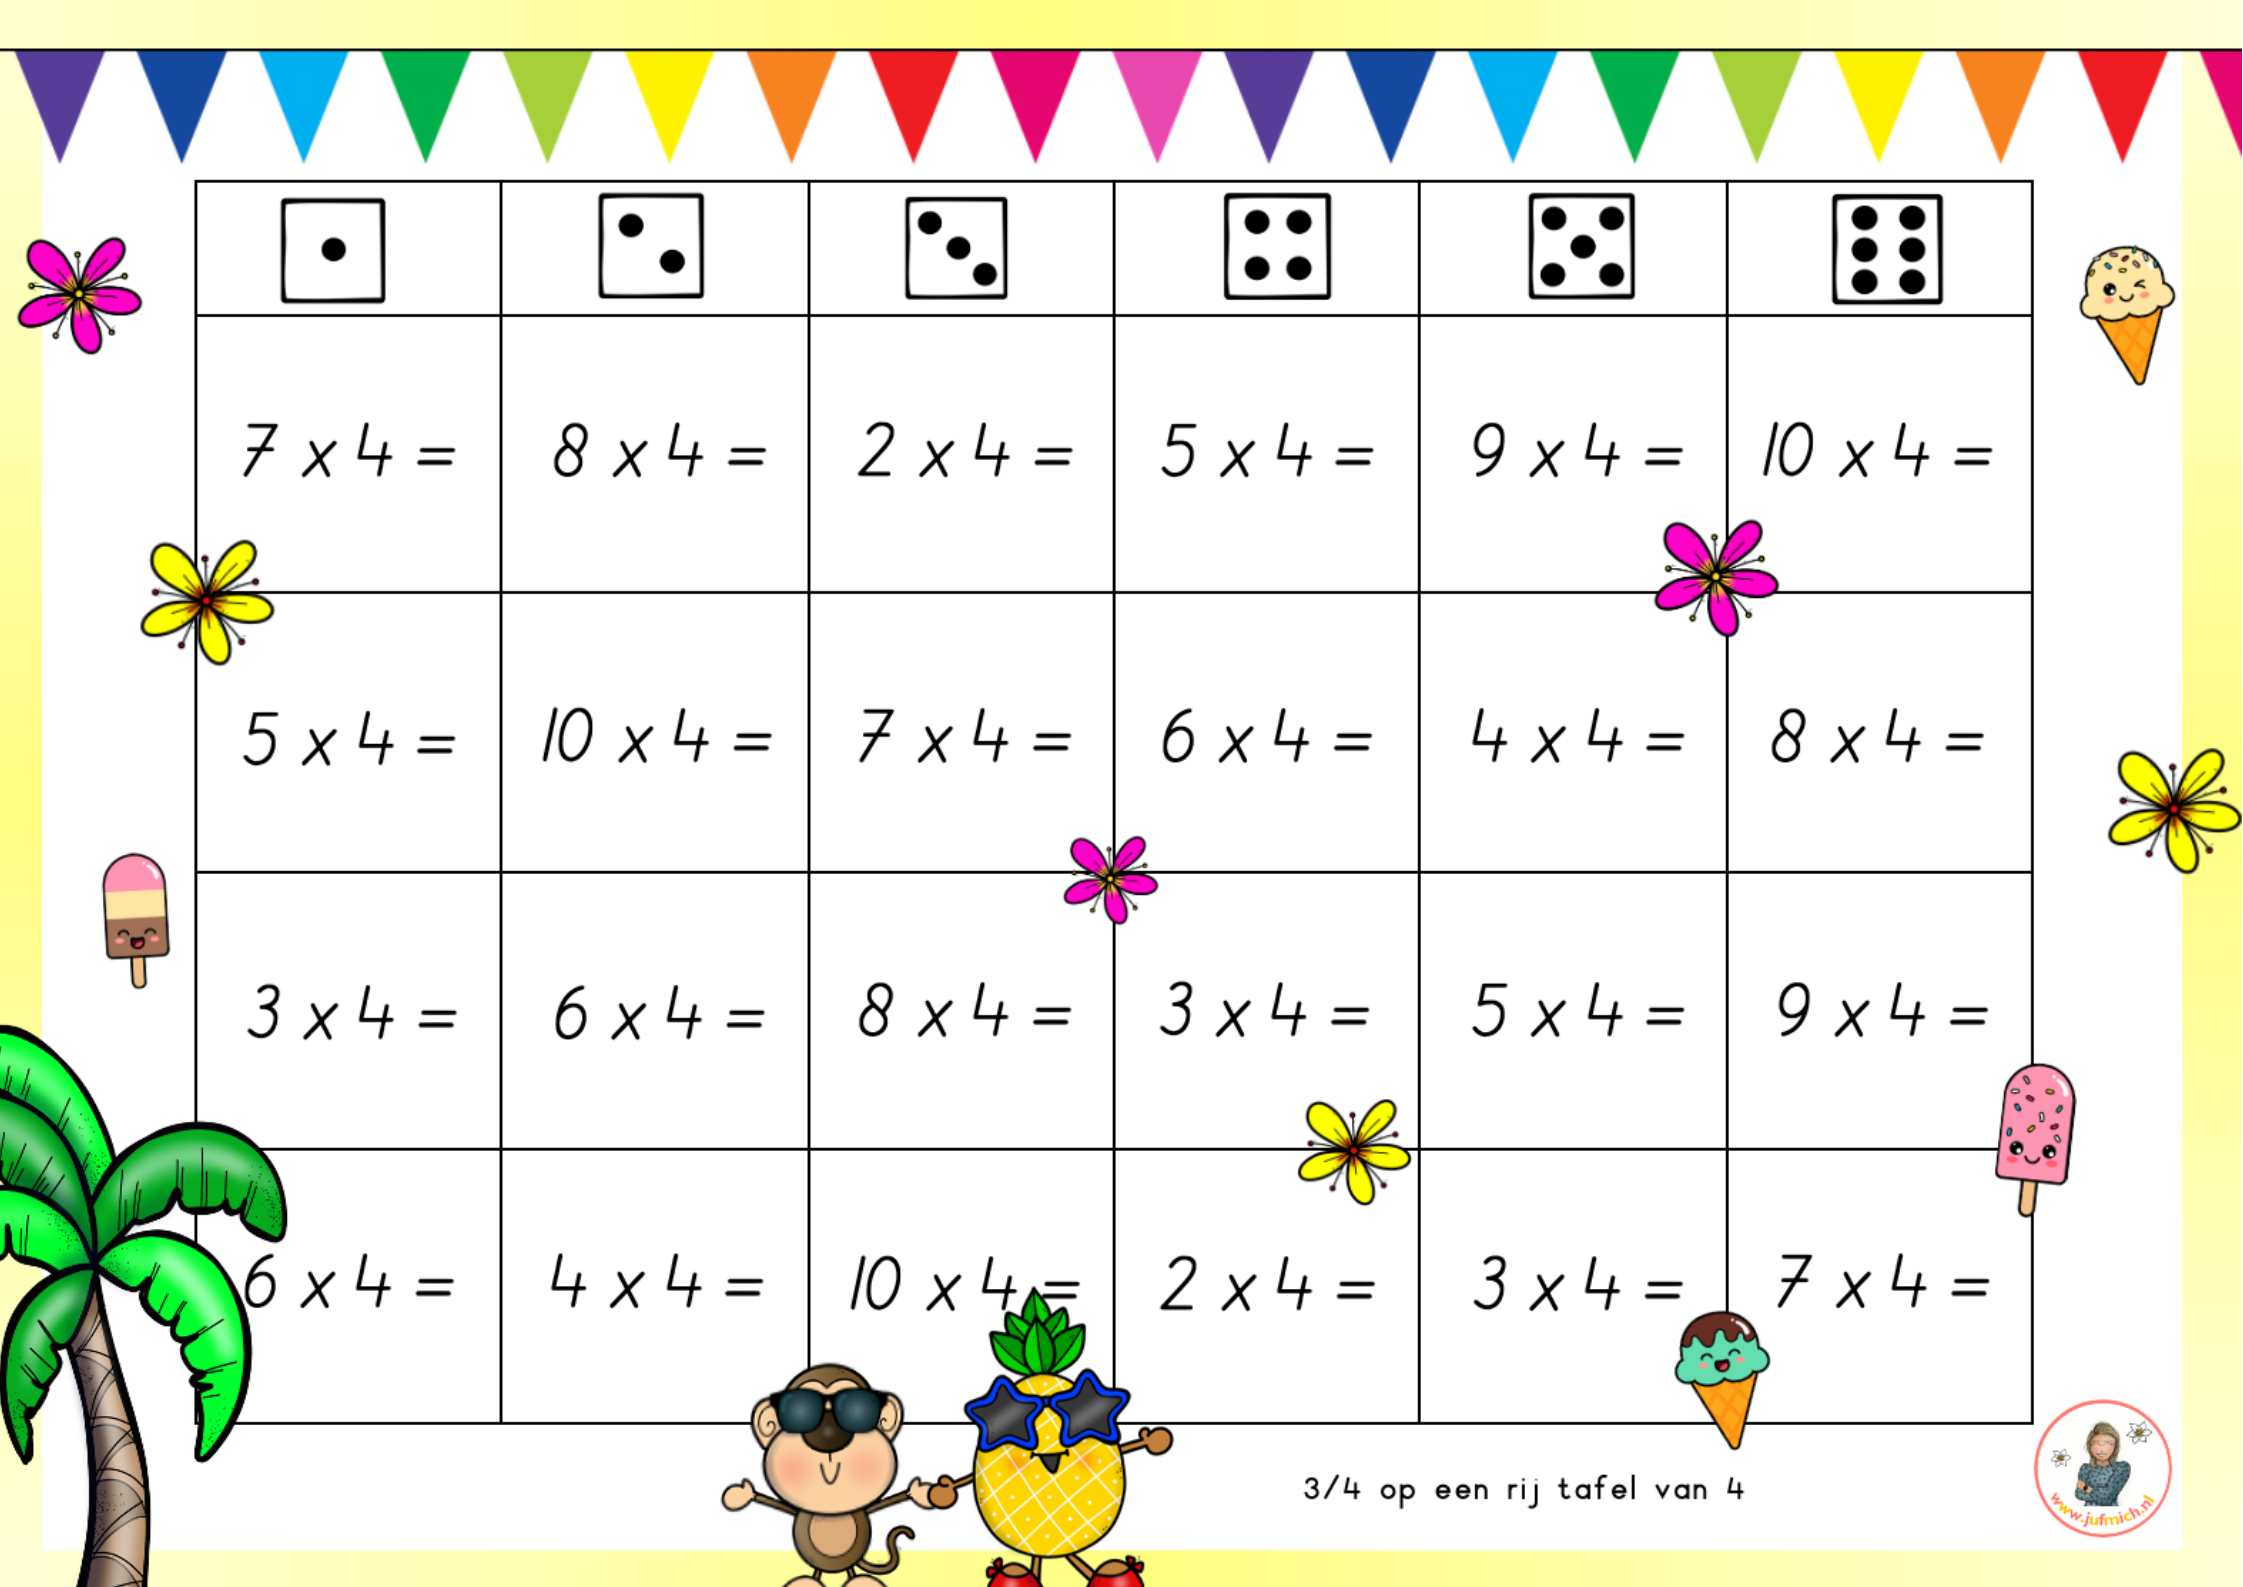 7 x 4 = 8 x 4 = 2 x 4 = 5 x 4 = 9 x 4 = 10 x 4 =
5 x 4 = 10 x 4 = 7 x 4 = 6 x 4 = 4 x 4 = 8 x 4 =
3 x 4 = 6 x 4 = 8 x 4 = 3 x 4 = 5 x 4 = 9 x 4 =
6 x 4 = 4 x 4 = 10 x 4 = 2 x 4 = 3 x 4 = 7 x 4 =
3/4 op een rij tafel van 4
www.jufmich.nl